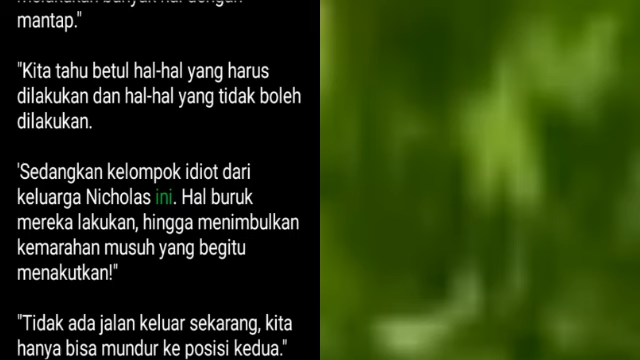 mantap."
"Kita tahu betul hal-hal yang harus
dilakukan dan hal-hal yang tidak boleh
dilakukan.
'Sedangkan kelompok idiot dari
keluarga Nicholas ini. Hal buruk
mereka lakukan, hingga menimbulkan
kemarahan musuh yang begitu
menakutkan!"
"Tidak ada jalan keluar sekarang, kita
hanya bisa mundur ke posisi kedua."